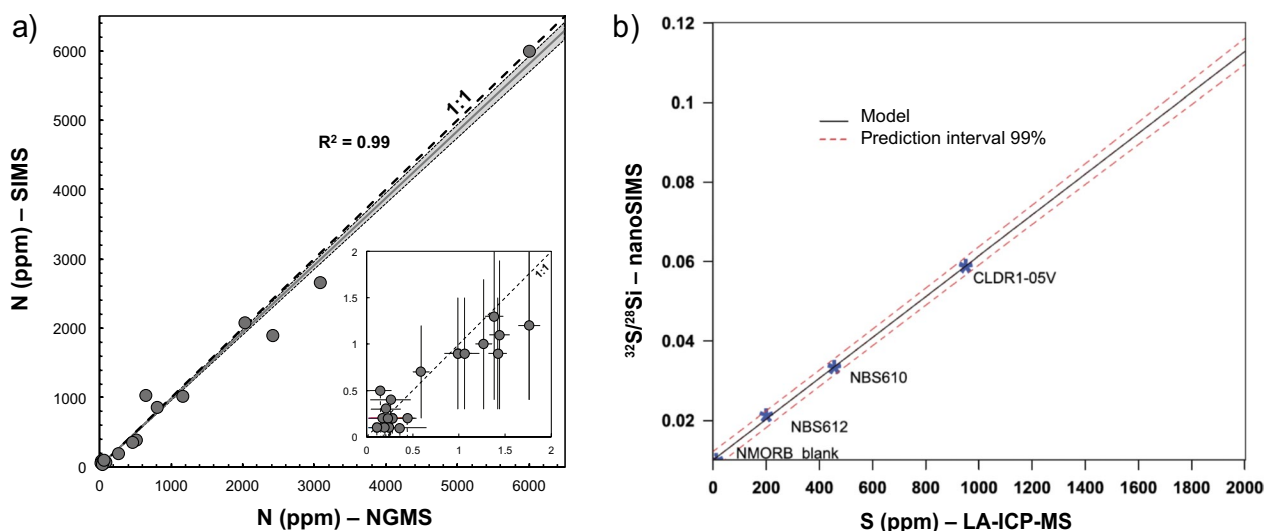 a)
6000
5000
4000
3000
2000
1000
0
N (ppm) – SIMS
R² = 0.99
1:1
2
1.5
1
0.5
0
1:1
0 0.5 1 1.5 2
0 1000 2000 3000 4000 5000 6000
N (ppm) – NGMS
b)
0.12
0.1
0.08
0.06
0.04
0.02
³²S/²⁸Si – nanoSIMS
Model
Prediction interval 99%
CLDR1-05V
NBS610
NBS612
NMORB blank
0 200 400 600 800 1000 1200 1400 1600 1800 2000
S (ppm) – LA-ICP-MS